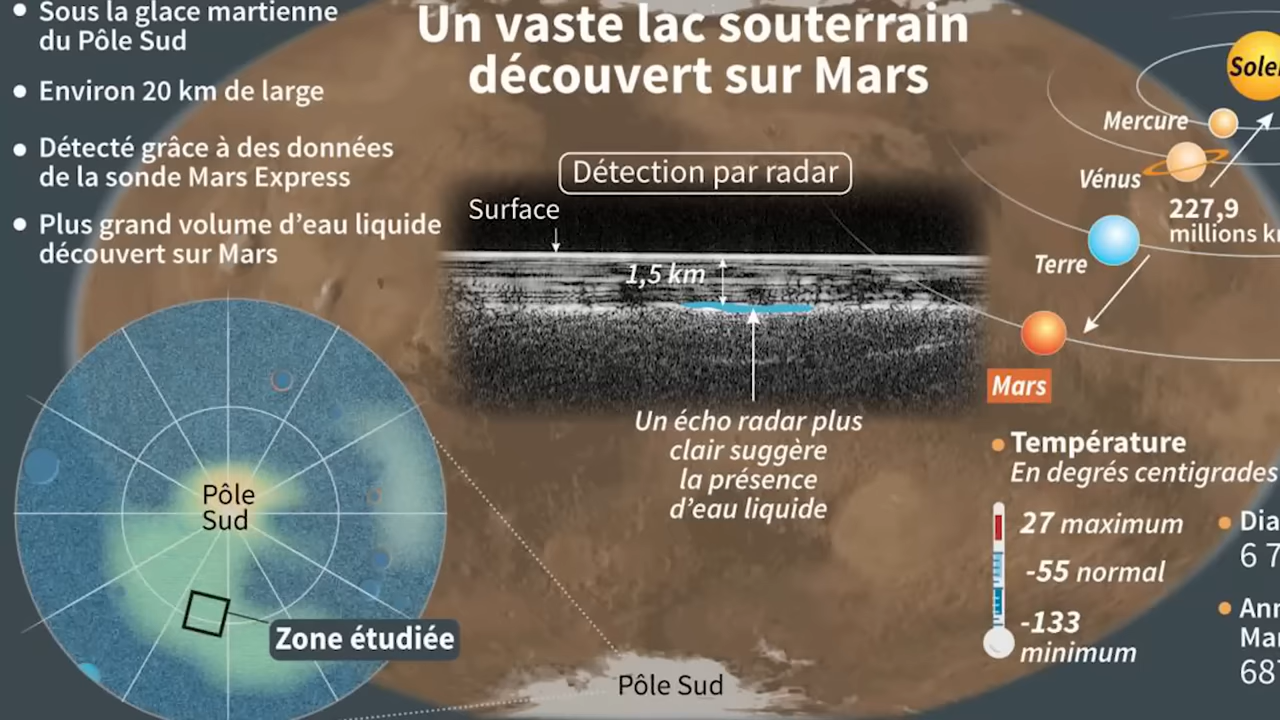 Un vaste lac souterrain
découvert sur Mars
• Sous la glace martienne
du Pôle Sud
• Environ 20 km de large
• Détecté grâce à des données
de la sonde Mars Express
• Plus grand volume d'eau liquide
découvert sur Mars
Détection par radar
Surface
1,5 km
Un écho radar plus
clair suggère
la présence
d'eau liquide
Pôle
Sud
Zone étudiée
Pôle Sud
Mercure
Vénus
227,9
millions
Terre
Mars
• Température
En degrés centigrades
27 maximum
-55 normal
-133
minimum